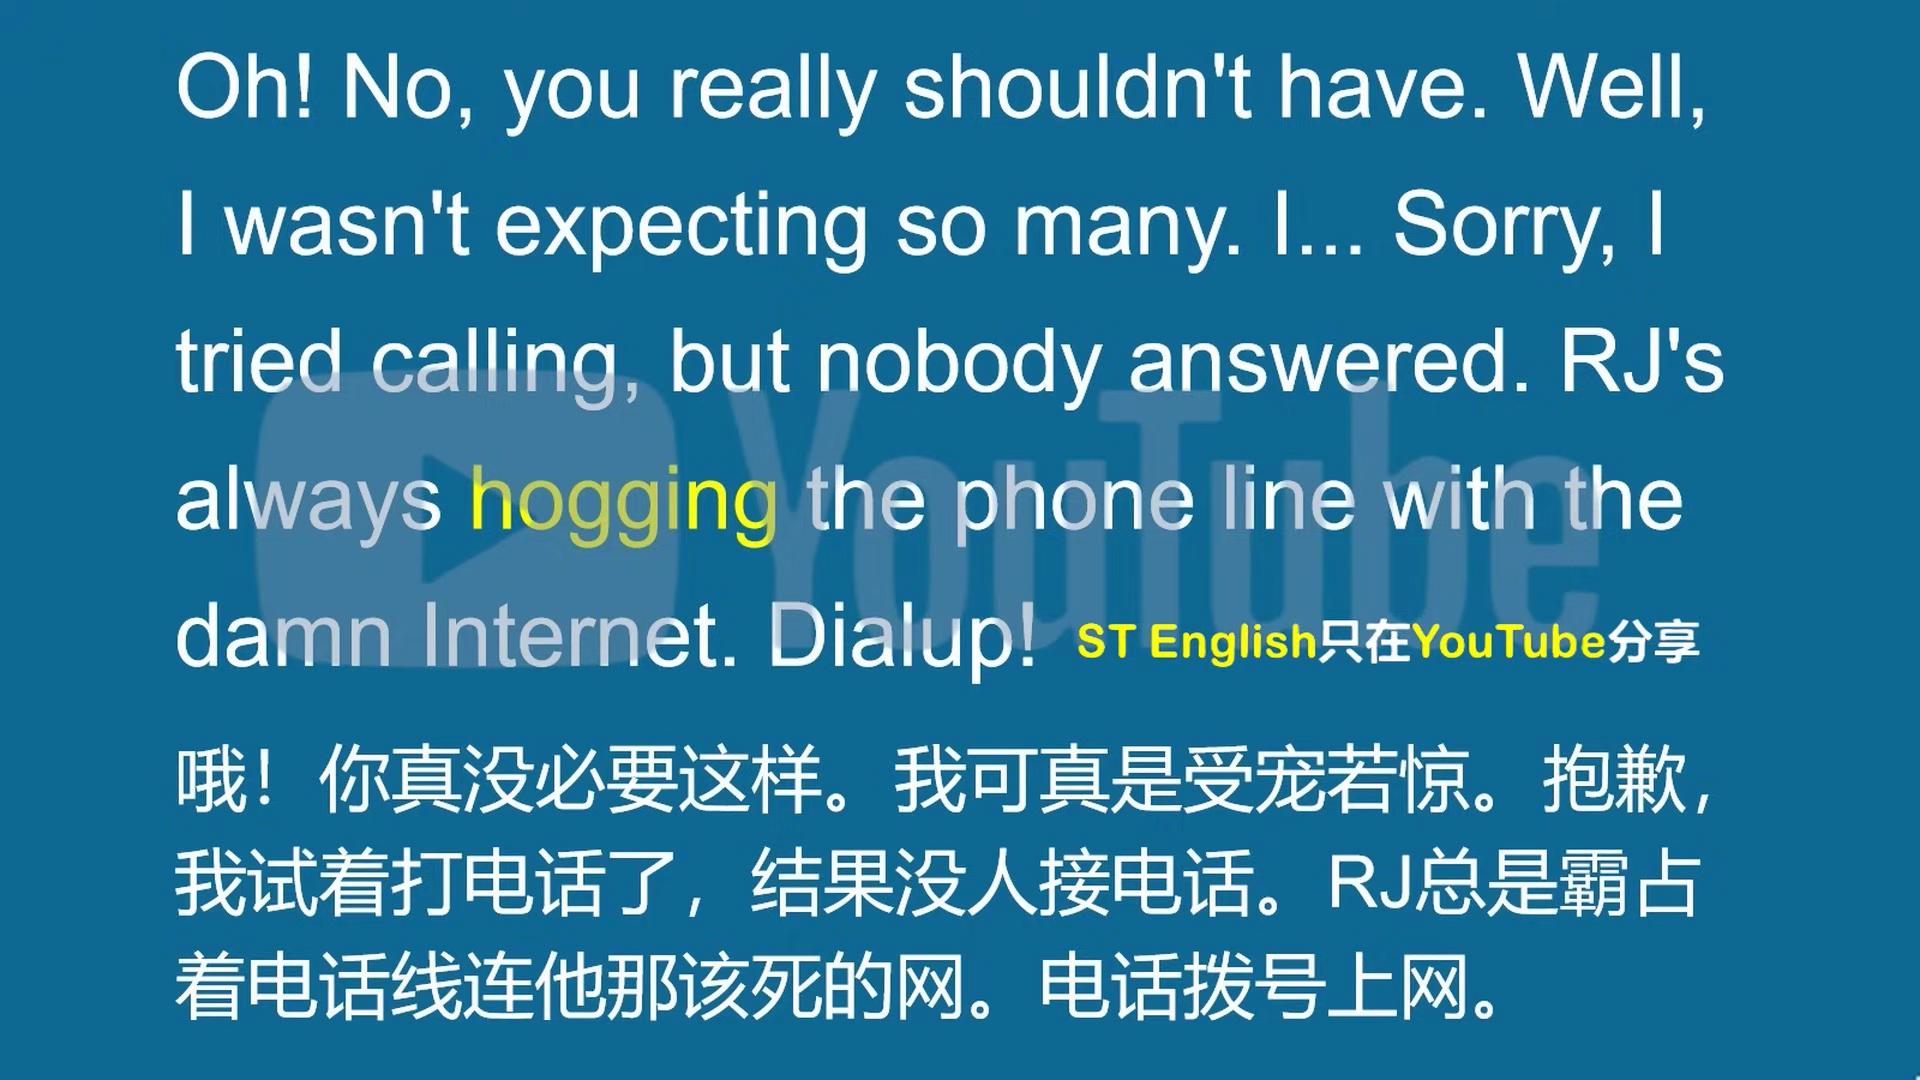 Oh! No, you really shouldn't have. Well,
I wasn't expecting so many. I... Sorry, I
tried calling, but nobody answered. RJ's
always hogging the phone line with the
damn Internet. Dialup!
ST English只在YouTube分享
YouTube
哦！你真没必要这样。我可真是受宠若惊。抱歉，
我试着打电话了，结果没人接电话。RJ总是霸占
着电话线连他那该死的网。电话拨号上网。